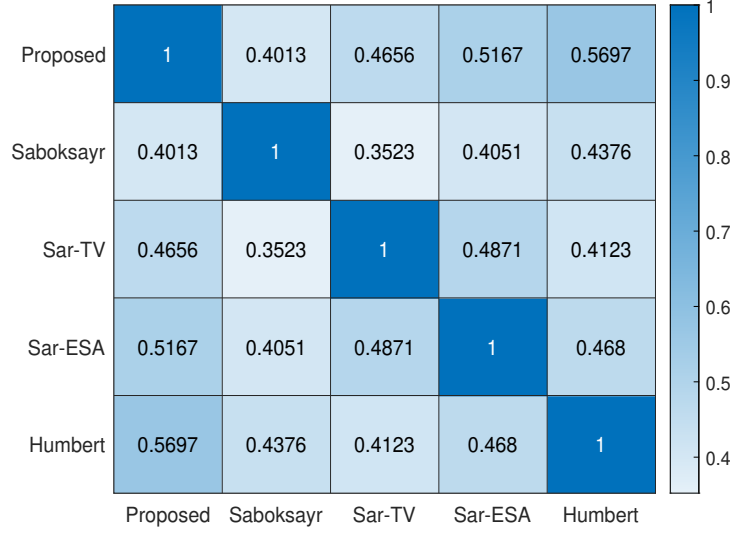 Proposed 1 0.4013 0.4656 0.5167 0.5697
Saboksayr 0.4013 1 0.3523 0.4051 0.4376
Sar-TV 0.4656 0.3523 1 0.4871 0.4123
Sar-ESA 0.5167 0.4051 0.4871 1 0.468
Humbert 0.5697 0.4376 0.4123 0.468 1
Proposed Saboksayr Sar-TV Sar-ESA Humbert
1
0.9
0.8
0.7
0.6
0.5
0.4